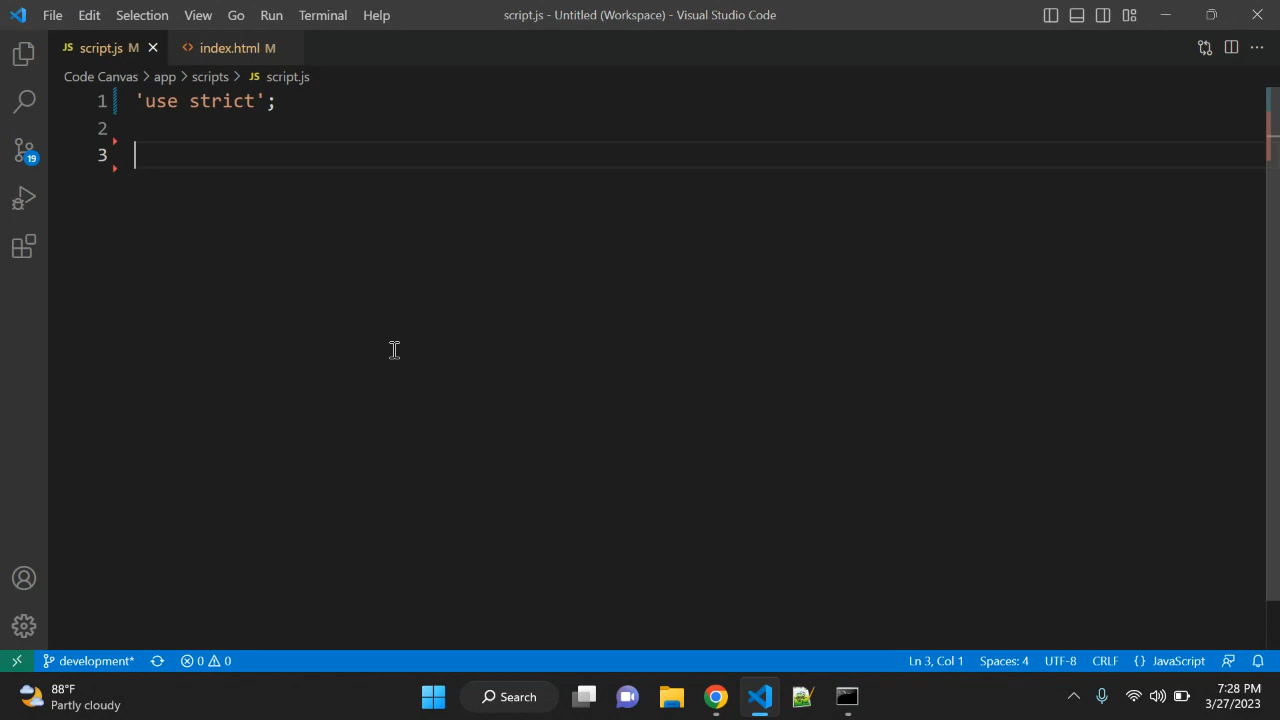 File Edit Selection View Go Run Terminal Help script.js - Untitled (Workspace) - Visual Studio Code
JS script.js M <> index.html M
Code Canvas > app > scripts > JS script.js
1 'use strict';
2
3
19
development* 0 0 Ln 3, Col 1 Spaces: 4 UTF-8 CRLF {} JavaScript
88°F
Partly cloudy
Search
7:28 PM
3/27/2023